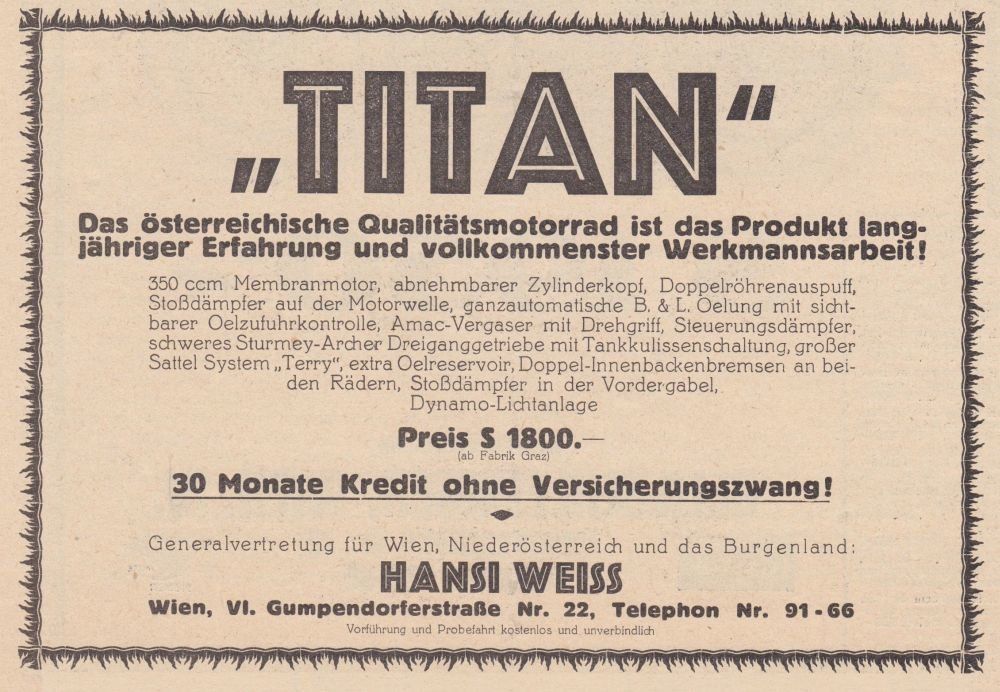 „TITAN“
Das österreichische Qualitätsmotorrad ist das Produkt lang-
jähriger Erfahrung und vollkommenster Werkmannsarbeit!
350 ccm Membranmotor, abnehmbarer Zylinderkopf, Doppelröhrenauspuff,
Stoßdämpfer auf der Motorwelle, ganzautomatische B. & L. Oelung mit sicht-
barer Oelzufuhrkontrolle, Amac-Vergaser mit Drehgriff, Steuerungsdämpfer,
schweres Sturmey-Archer Dreiganggetriebe mit Tankkulissenschaltung, großer
Sattel System „Terry“, extra Oelreservoir, Doppel-Innenbackenbremsen an bei-
den Rädern, Stoßdämpfer in der Vordergabel,
Dynamo-Lichtanlage
Preis S 1800.—
(ab Fabrik Graz)
30 Monate Kredit ohne Versicherungszwang!
Generalvertretung für Wien, Niederösterreich und das Burgenland:
HANSI WEISS
Wien, VI. Gumpendorferstraße Nr. 22, Telephon Nr. 91-66
Vorführung und Probefahrt kostenlos und unverbindlich